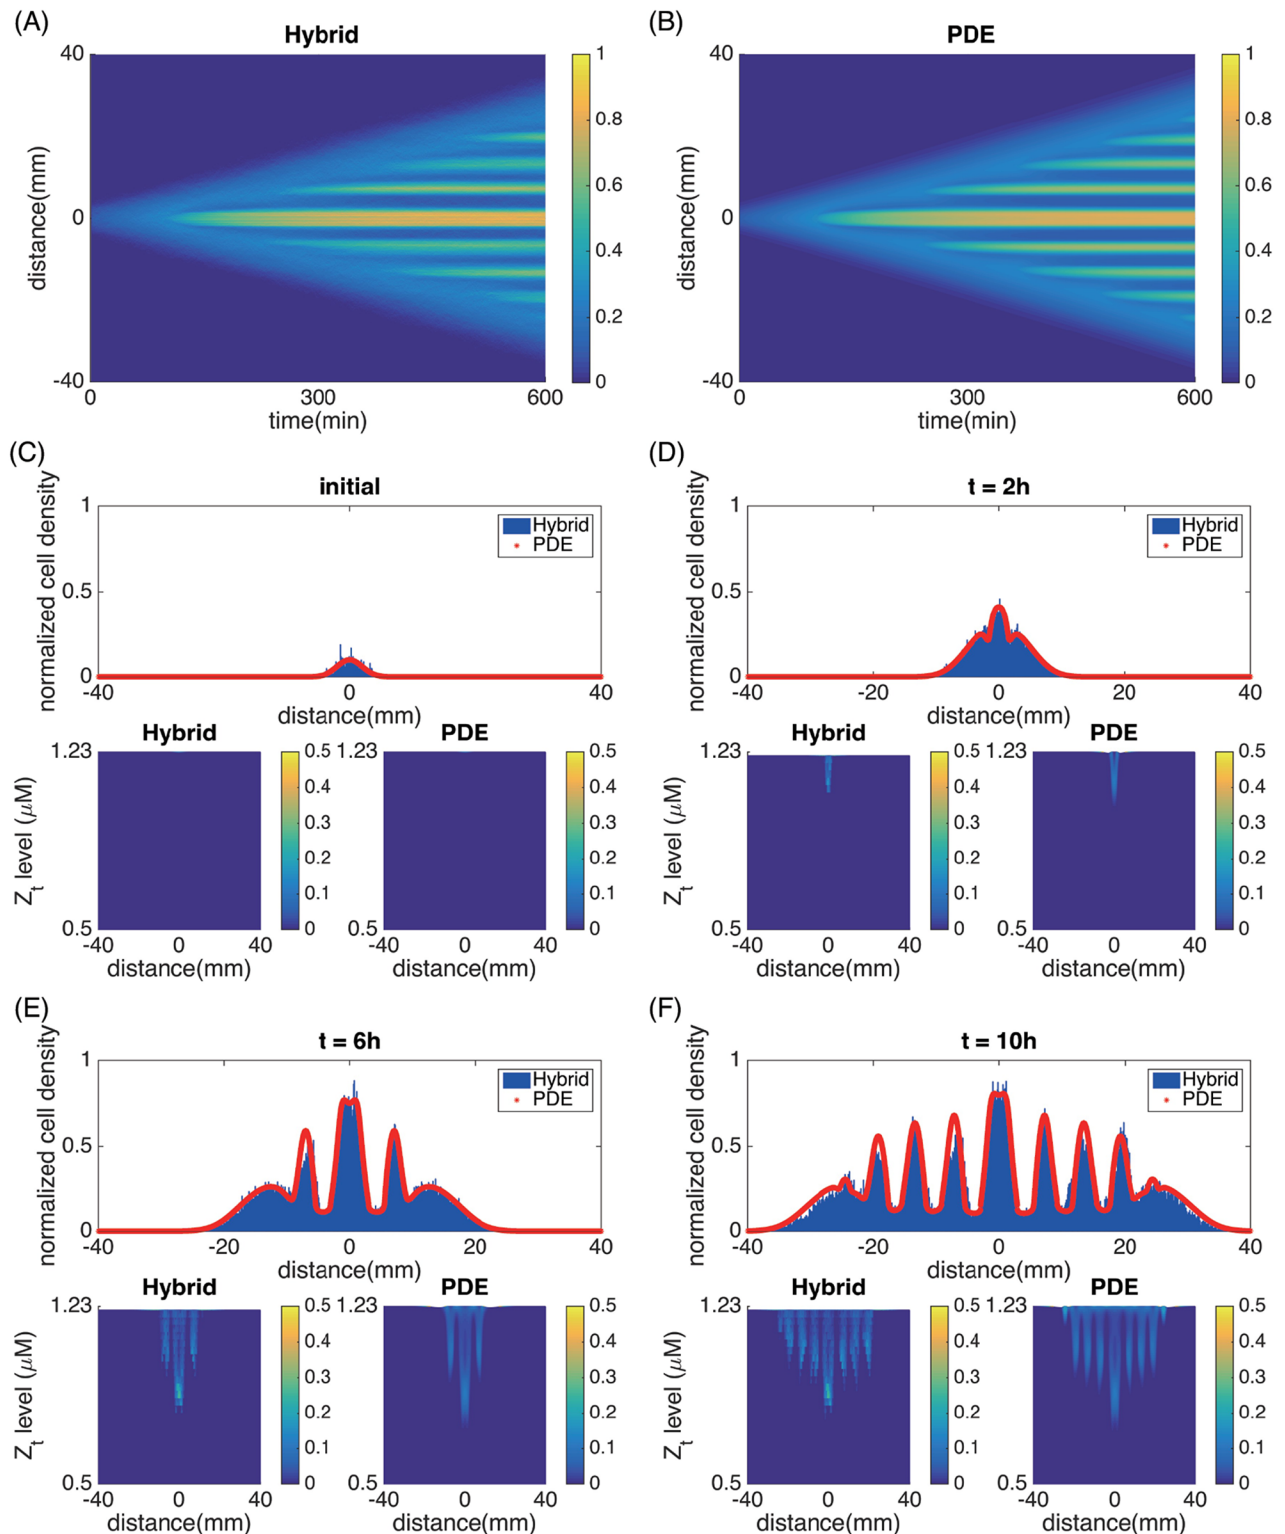 (A)
Hybrid
40
0
-40
distance(mm)
0
300
600
time(min)
1
0.8
0.6
0.4
0.2
0
(B)
PDE
40
0
-40
distance(mm)
0
300
600
time(min)
1
0.8
0.6
0.4
0.2
0
(C)
initial
normalized cell density
1
0.5
0
Hybrid
PDE
-40
0
40
distance(mm)
Hybrid
1.23
0.5
Z_t level (μM)
-40
0
40
distance(mm)
0.5
0.4
0.3
0.2
0.1
0
PDE
1.23
0.5
-40
0
40
distance(mm)
0.5
0.4
0.3
0.2
0.1
0
(D)
t = 2h
normalized cell density
1
0.5
0
Hybrid
PDE
-40
-20
0
20
40
distance(mm)
Hybrid
1.23
0.5
Z_t level (μM)
-40
0
40
distance(mm)
0.5
0.4
0.3
0.2
0.1
0
PDE
1.23
0.5
-40
0
40
distance(mm)
0.5
0.4
0.3
0.2
0.1
0
(E)
t = 6h
normalized cell density
1
0.5
0
Hybrid
PDE
-40
-20
0
20
40
distance(mm)
Hybrid
1.23
0.5
Z_t level (μM)
-40
0
40
distance(mm)
0.5
0.4
0.3
0.2
0.1
0
PDE
1.23
0.5
-40
0
40
distance(mm)
0.5
0.4
0.3
0.2
0.1
0
(F)
t = 10h
normalized cell density
1
0.5
0
Hybrid
PDE
-40
-20
0
20
40
distance(mm)
Hybrid
1.23
0.5
Z_t level (μM)
-40
0
40
distance(mm)
0.5
0.4
0.3
0.2
0.1
0
PDE
1.23
0.5
-40
0
40
distance(mm)
0.5
0.4
0.3
0.2
0.1
0